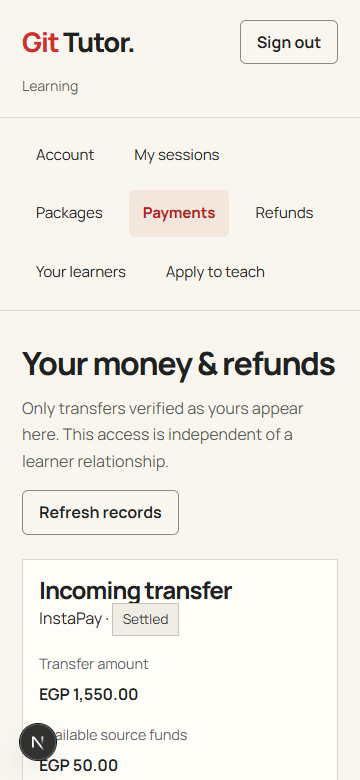 Git Tutor.
Sign out
Learning
Account
My sessions
Packages
Payments
Refunds
Your learners
Apply to teach
Your money & refunds
Only transfers verified as yours appear
here. This access is independent of a
learner relationship.
Refresh records
Incoming transfer
InstaPay · Settled
Transfer amount
EGP 1,550.00
ailable source funds
EGP 50.00
N